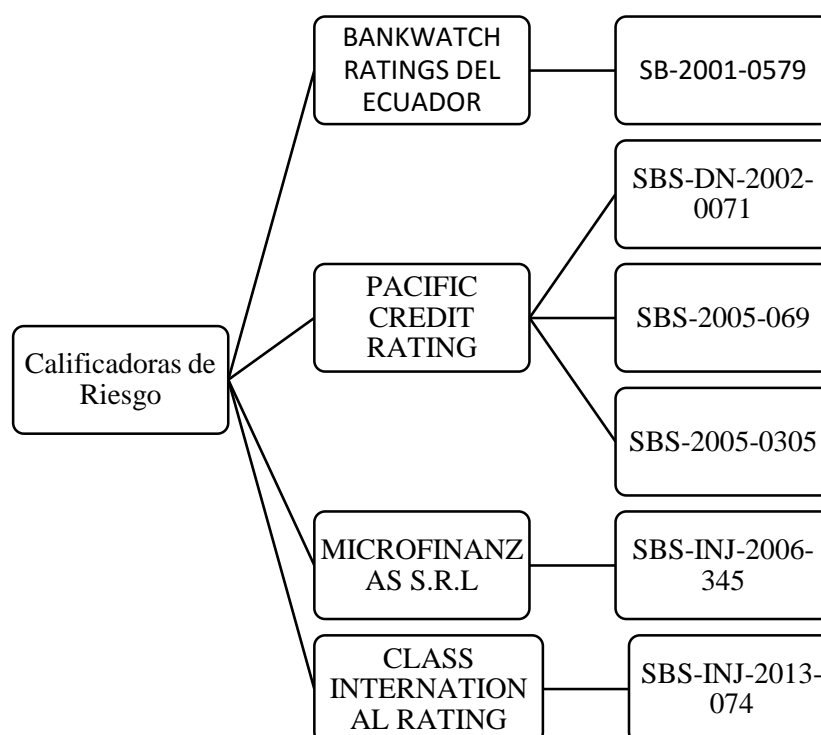 Calificadoras de
Riesgo
BANKWATCH
RATINGS DEL
ECUADOR
SB-2001-0579
PACIFIC
CREDIT
RATING
SBS-DN-2002-
0071
SBS-2005-069
SBS-2005-0305
MICROFINANZ
AS S.R.L
SBS-INJ-2006-
345
CLASS
INTERNATION
AL RATING
SBS-INJ-2013-
074